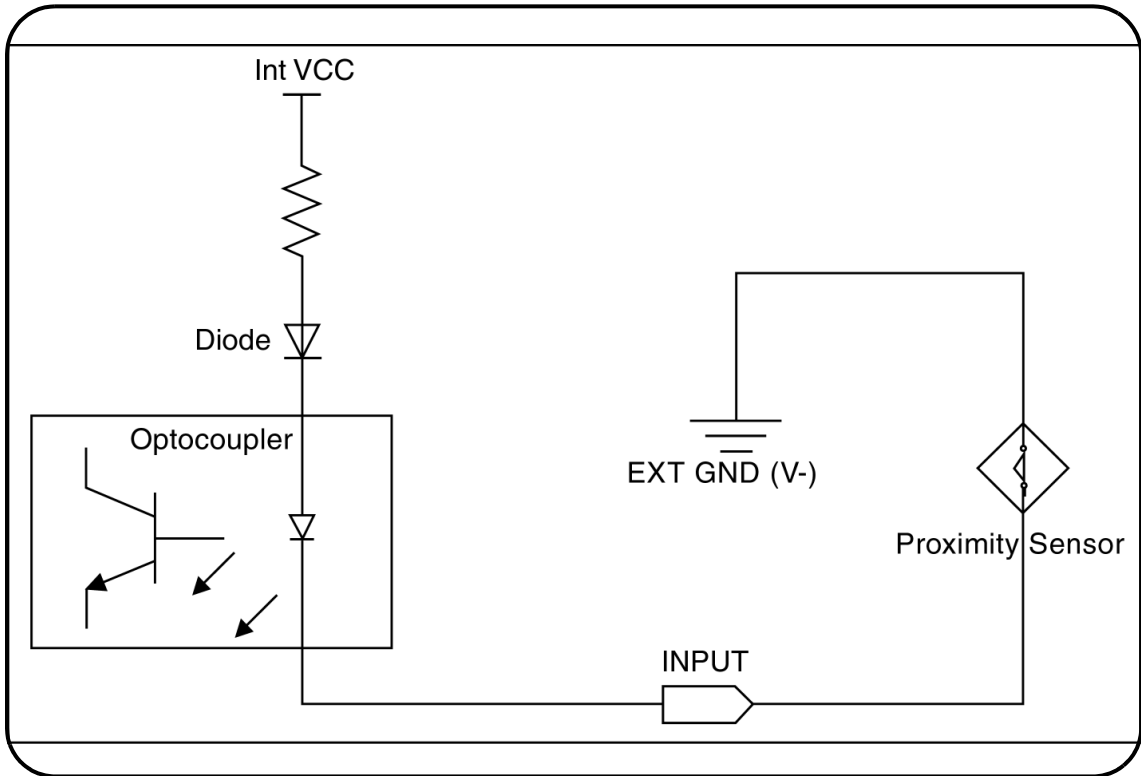 Int VCC
Diode
Optocoupler
EXT GND (V-)
Proximity Sensor
INPUT